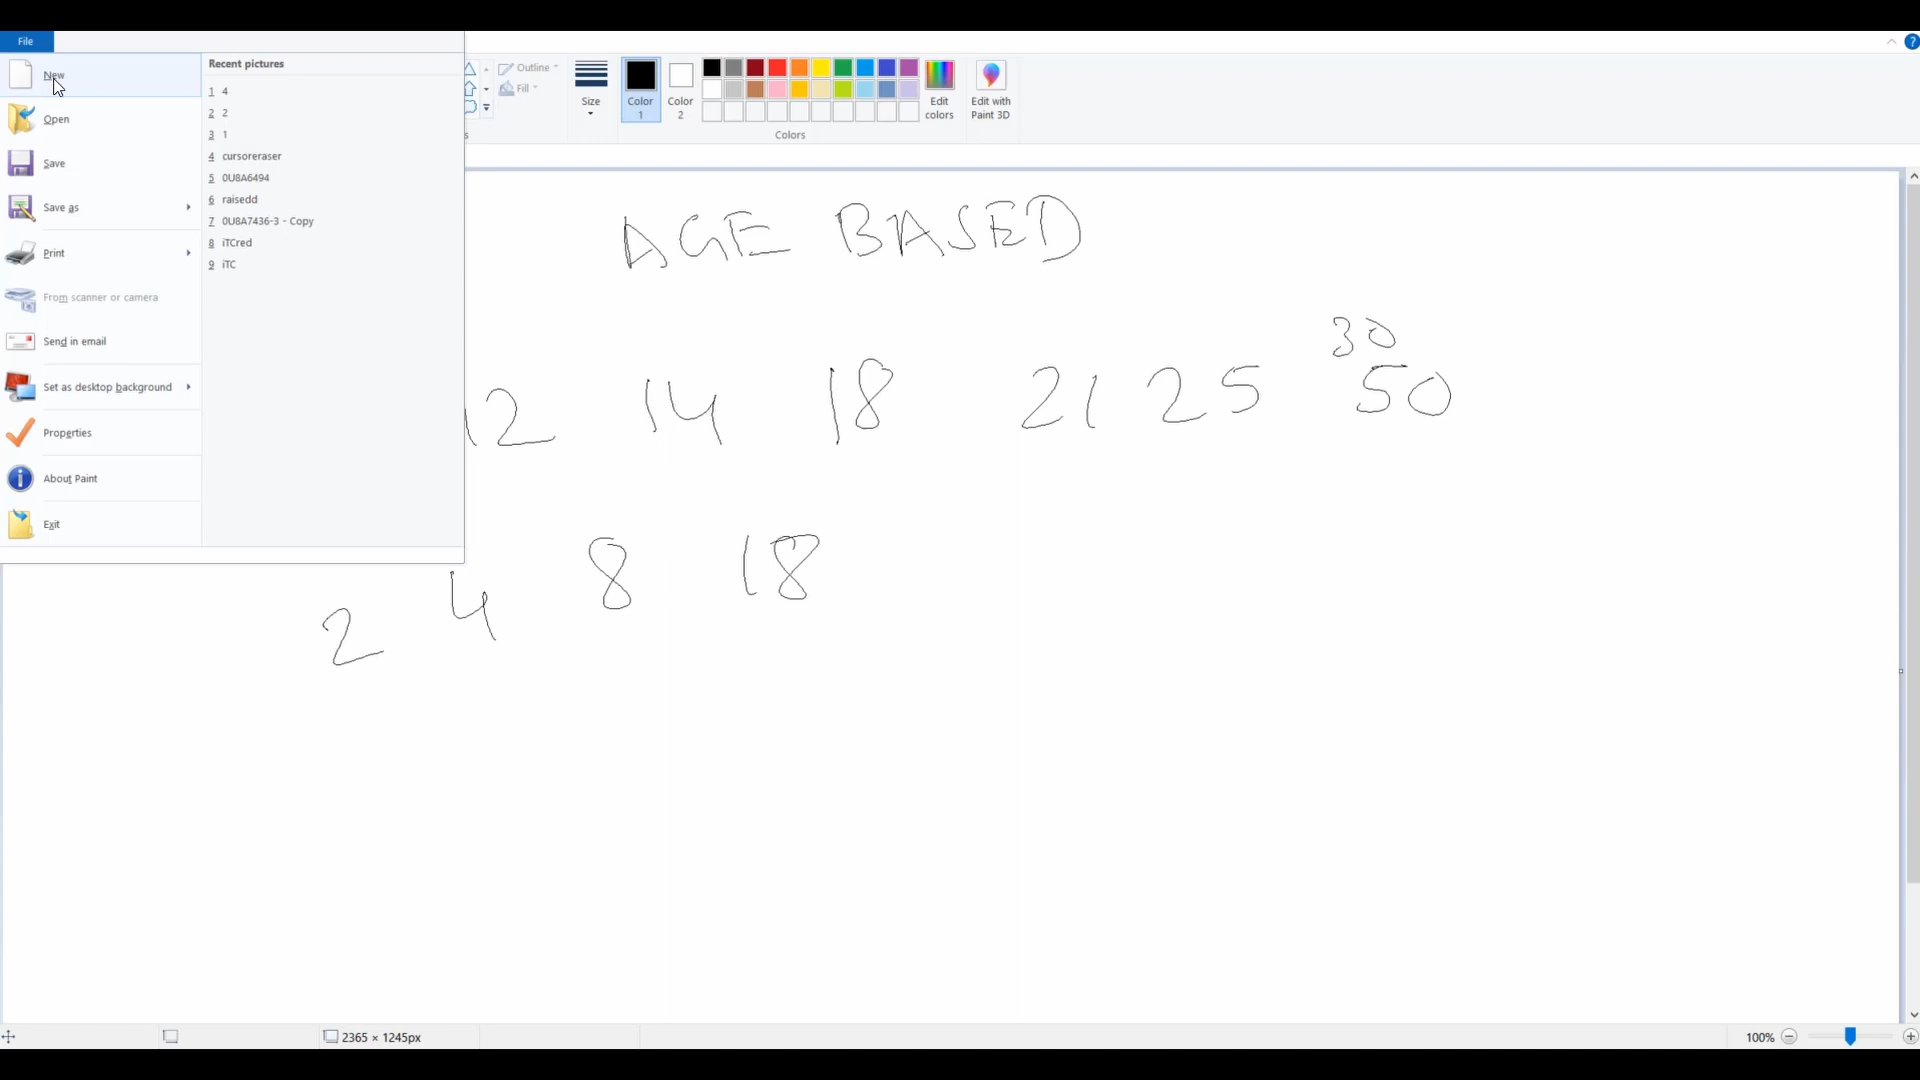 File
New
Open
Save
Save as
Print
From scanner or camera
Send in email
Set as desktop background
Properties
About Paint
Exit
Recent pictures
1 4
2 2
3 1
4 cursoreraser
5 0U8A6494
6 raisedd
7 0U8A7436-3 - Copy
8 iTCred
9 iTC
Outline
Fill
s
Size
Color 1
Color 2
Edit colors
Edit with Paint 3D
Colors
AGE BASED
30
12 14 18 21 25 50
2 4 8 18
2365 × 1245px
100%